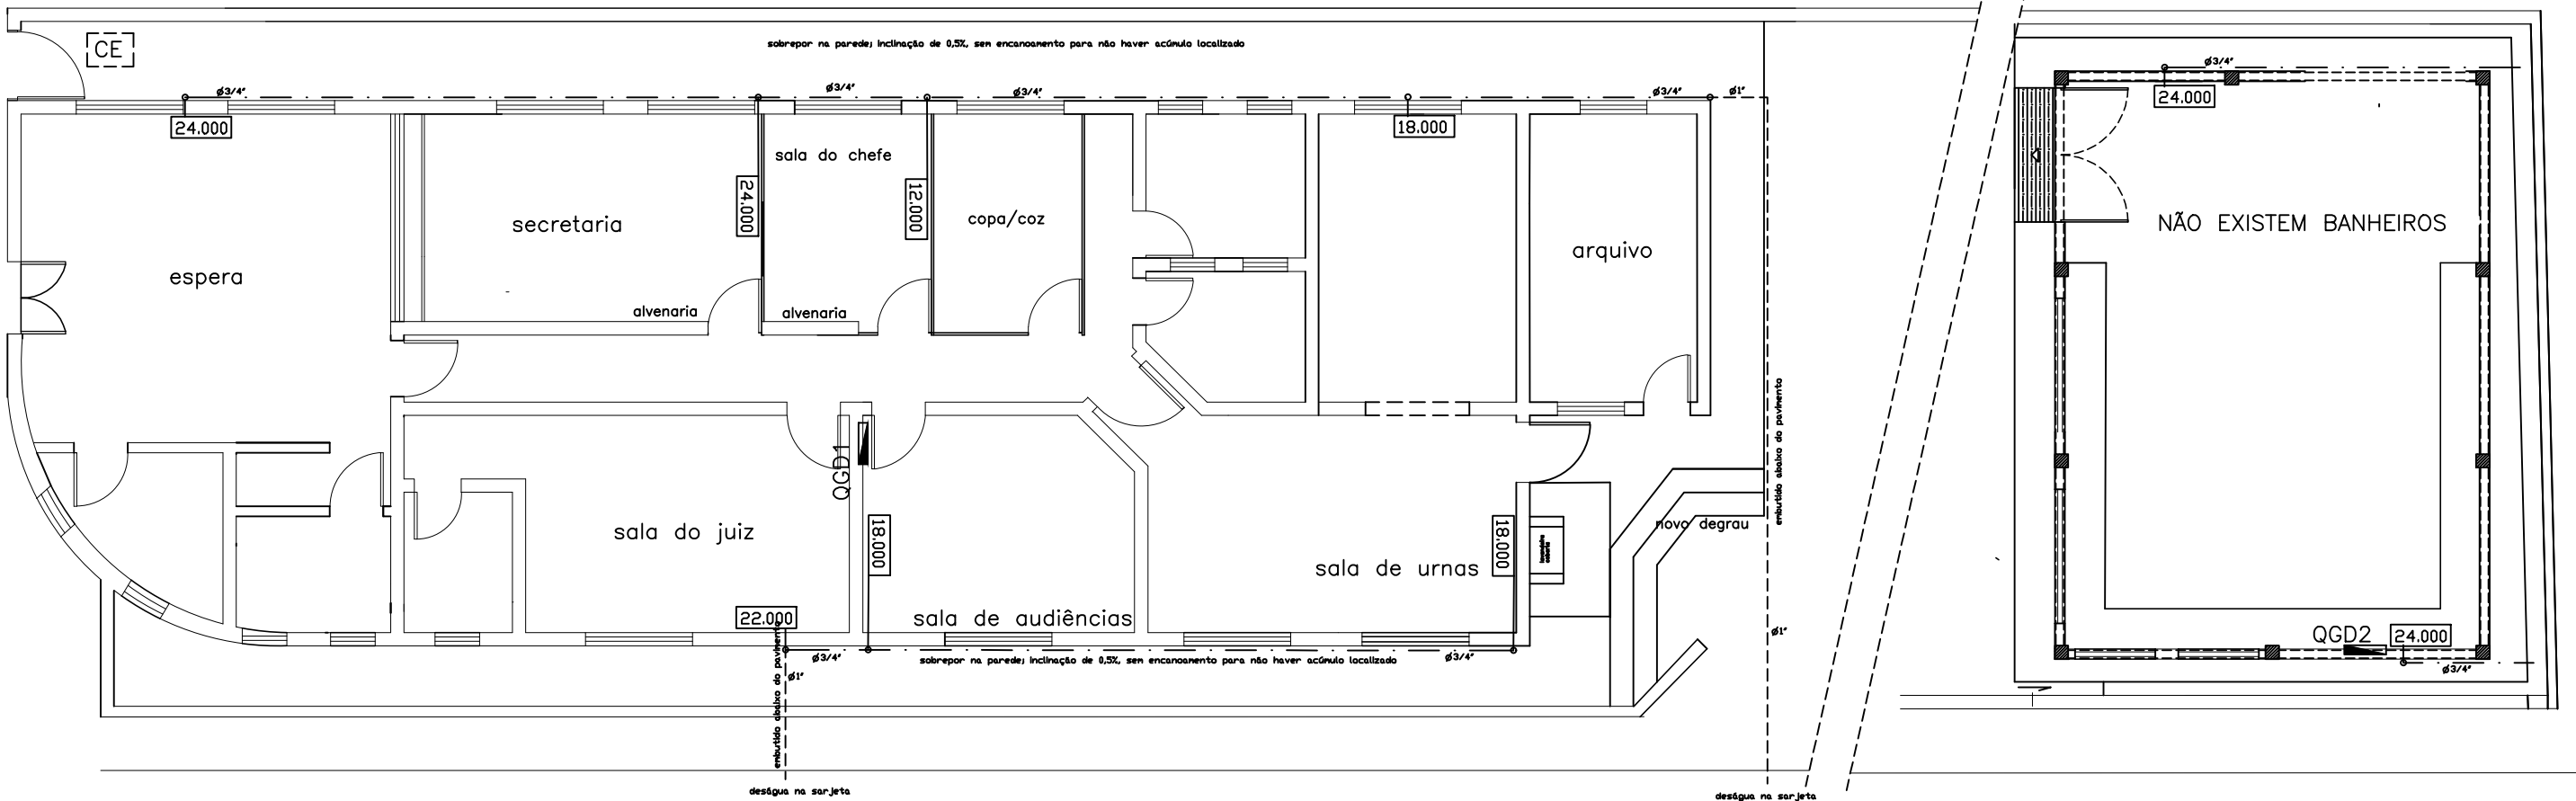 CE
sobrepor na parede; inclinação de 0,5%, sem encanoamento para não haver acúmulo localizado
Ø3/4"
Ø3/4"
Ø3/4"
Ø3/4"
Ø1"
Ø3/4"
24.000
18.000
24.000
sala do chefe
24.000
12.000
secretaria
copa/coz
arquivo
NÃO EXISTEM BANHEIROS
espera
alvenaria
alvenaria
embutido abaixo do pavimento
QGD1
sala do juiz
18.000
18.000
novo degrau
sala de urnas
22.000
sala de audiências
Ø1"
QGD2
24.000
embutido abaixo do pavimento
Ø3/4"
sobrepor na parede; inclinação de 0,5%, sem encanoamento para não haver acúmulo localizado
Ø3/4"
Ø3/4"
Ø1"
deságua na sarjeta
deságua na sarjeta